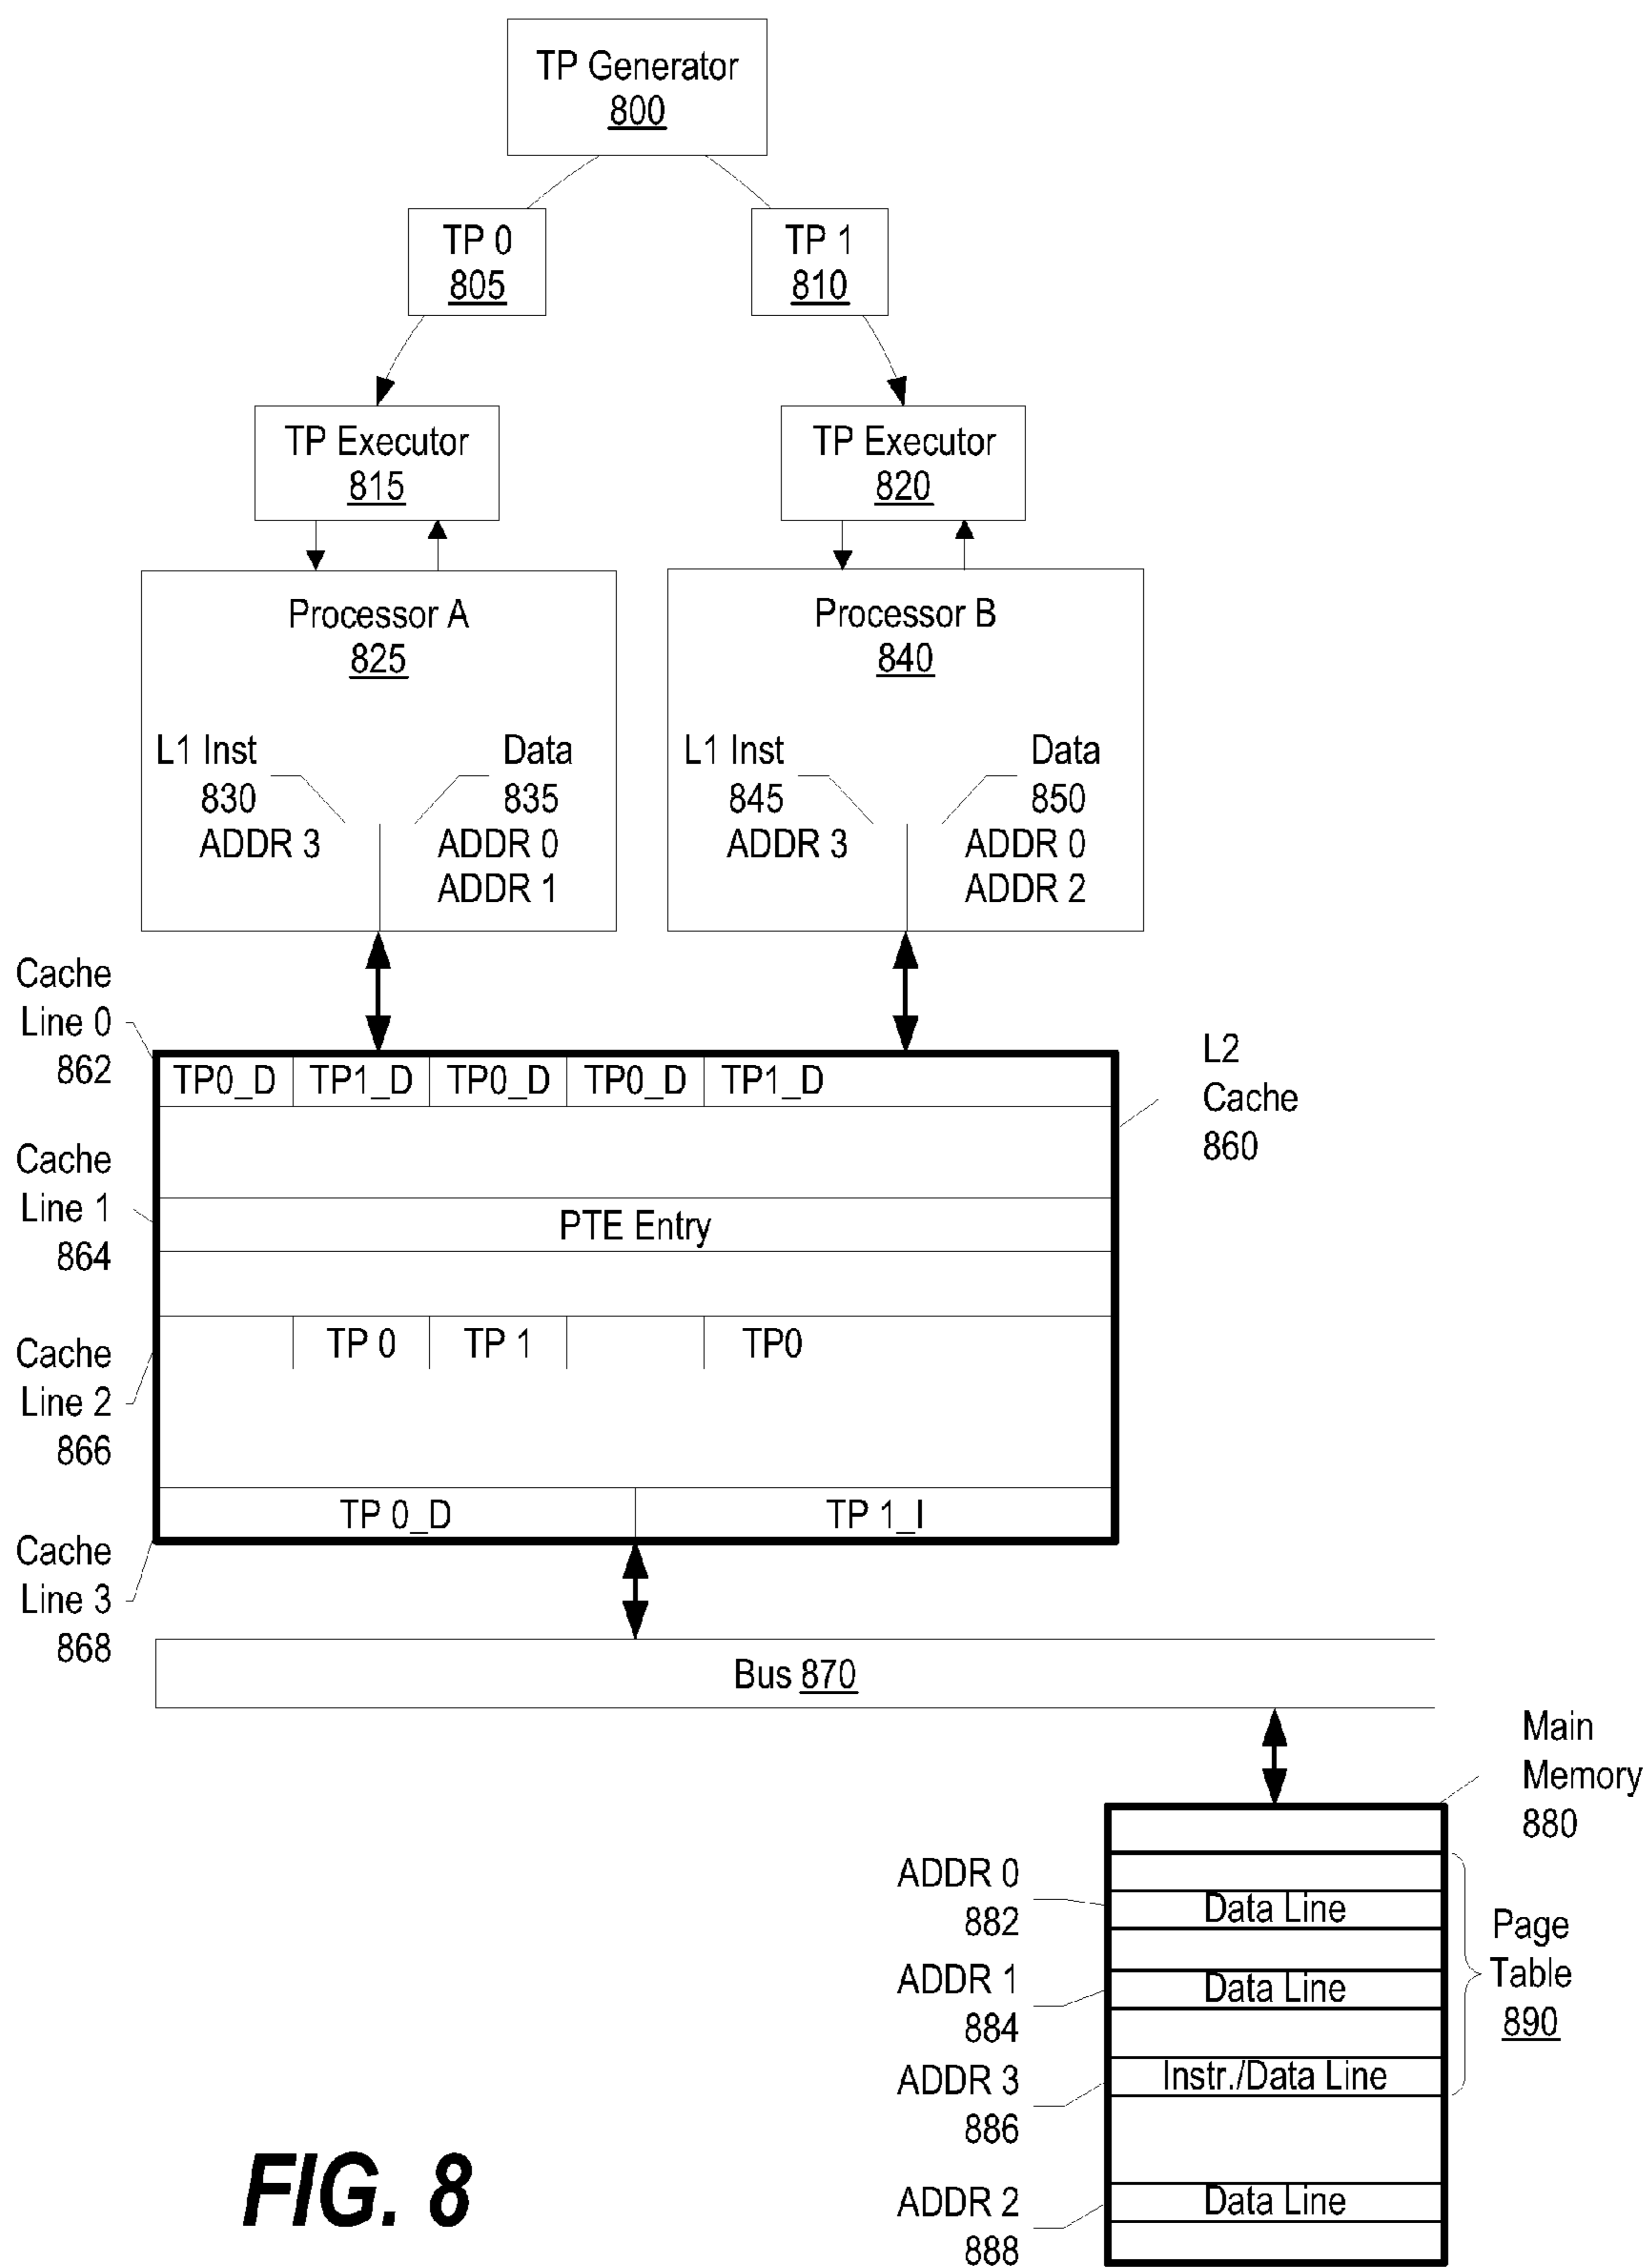 TP Generator
800
TP 0
805
TP 1
810
TP Executor
815
TP Executor
820
Processor A
825
Processor B
840
L1 Inst
830
ADDR 3
Data
835
ADDR 0
ADDR 1
L1 Inst
845
ADDR 3
Data
850
ADDR 0
ADDR 2
Cache
Line 0
862
TP0_D TP1_D TP0_D TP0_D TP1_D
L2
Cache
860
Cache
Line 1
864
PTE Entry
Cache
Line 2
866
TP 0 TP 1 TP0
Cache
Line 3
868
TP 0_D TP 1_I
Bus 870
Main
Memory
880
ADDR 0
882
Data Line
ADDR 1
884
Data Line
Page
Table
890
ADDR 3
886
Instr./Data Line
ADDR 2
888
Data Line
FIG. 8